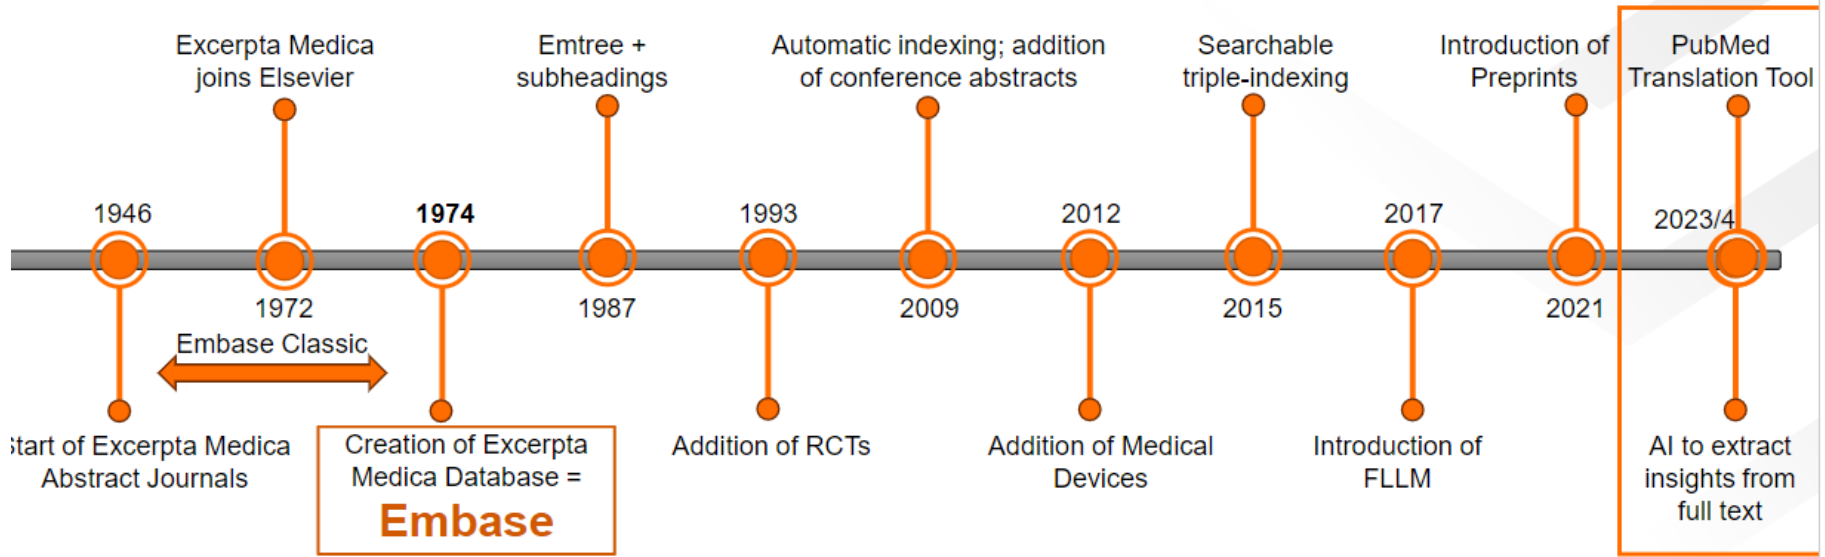 Excerpta Medica
joins Elsevier
Emtree +
subheadings
Automatic indexing; addition
of conference abstracts
Searchable
triple-indexing
Introduction of
Preprints
PubMed
Translation Tool
1946
1974
1993
2012
2017
2023/4
1972
1987
2009
2015
2021
Embase Classic
Start of Excerpta Medica
Abstract Journals
Creation of Excerpta
Medica Database =
Embase
Addition of RCTs
Addition of Medical
Devices
Introduction of
FLLM
AI to extract
insights from
full text